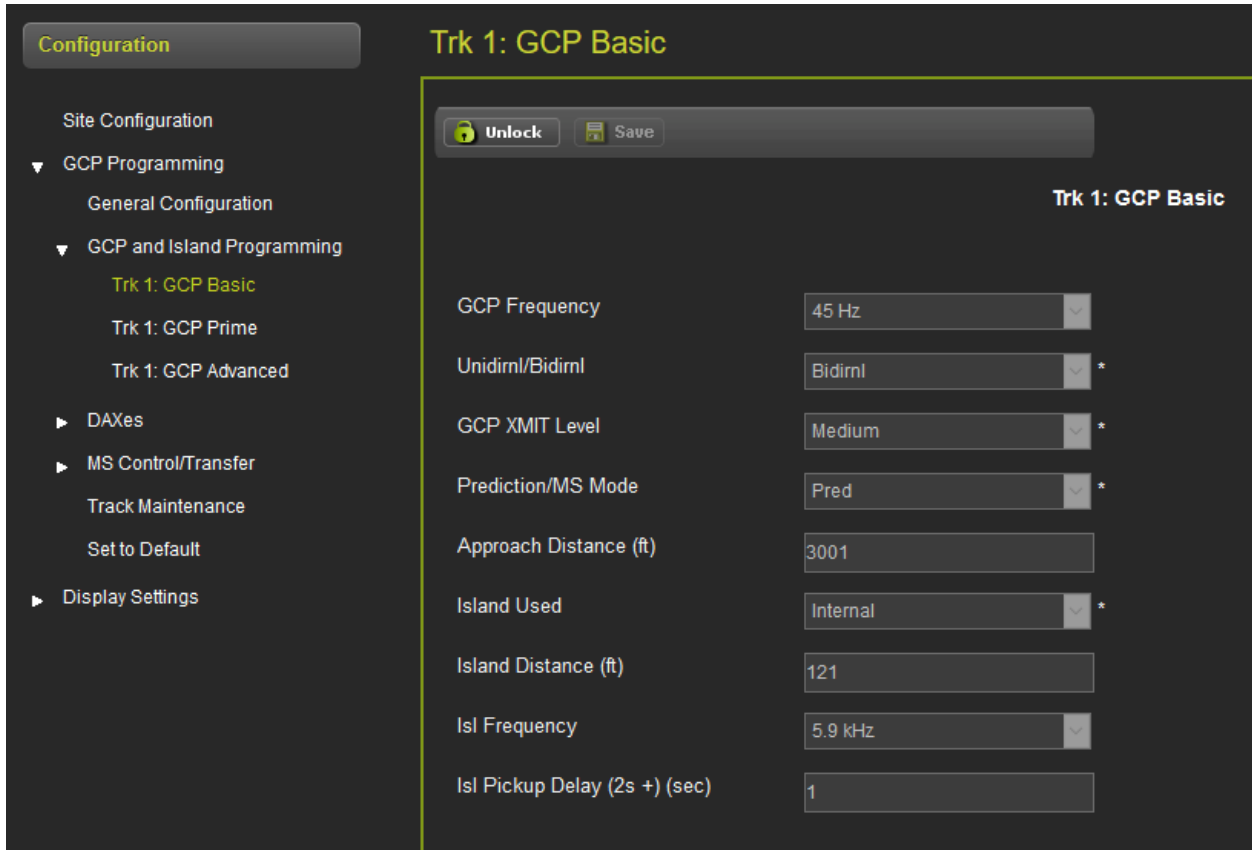 Configuration
Site Configuration
GCP Programming
General Configuration
GCP and Island Programming
Trk 1: GCP Basic
Trk 1: GCP Prime
Trk 1: GCP Advanced
DAXes
MS Control/Transfer
Track Maintenance
Set to Default
Display Settings
Trk 1: GCP Basic
Unlock Save
Trk 1: GCP Basic
GCP Frequency 45 Hz
Unidirnl/Bidirnl Bidirnl *
GCP XMIT Level Medium *
Prediction/MS Mode Pred *
Approach Distance (ft) 3001
Island Used Internal *
Island Distance (ft) 121
Isl Frequency 5.9 kHz
Isl Pickup Delay (2s +) (sec) 1